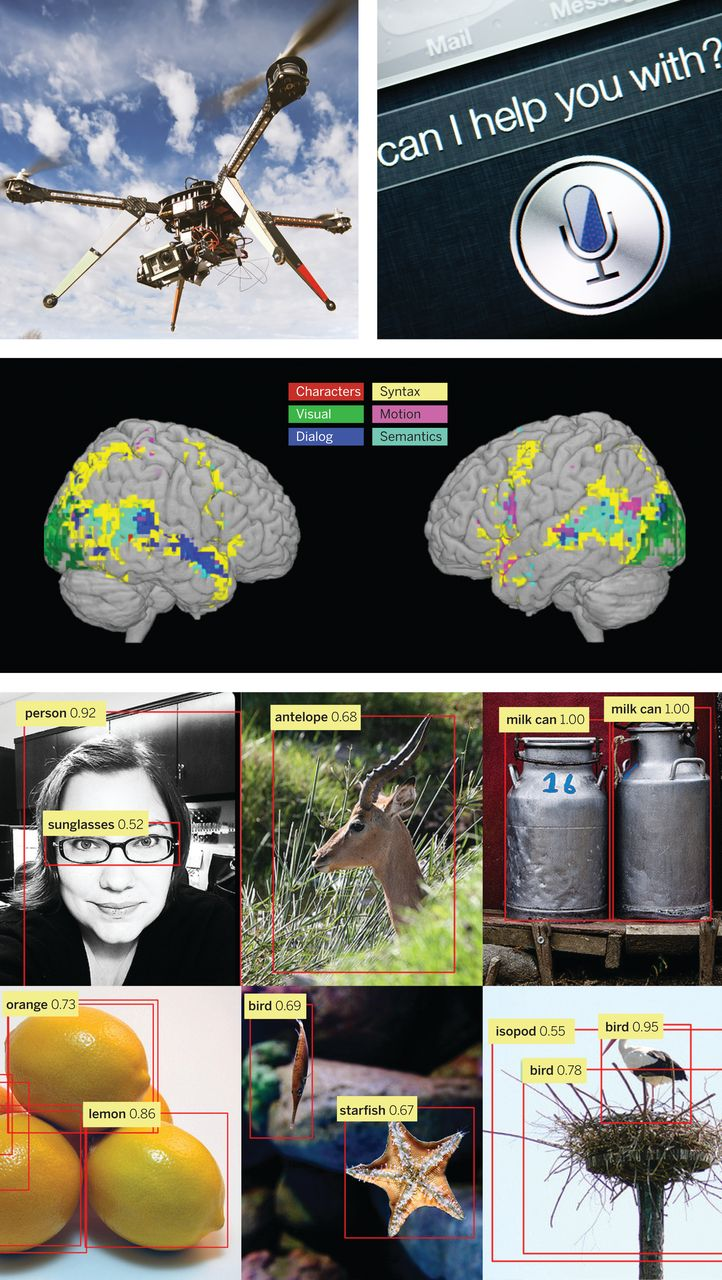 Mail
Messag
can I help you with?
Characters
Syntax
Visual
Motion
Dialog
Semantics
person 0.92
sunglasses 0.52
antelope 0.68
milk can 1.00
milk can 1.00
16
orange 0.73
lemon 0.86
bird 0.69
starfish 0.67
isopod 0.55
bird 0.95
bird 0.78